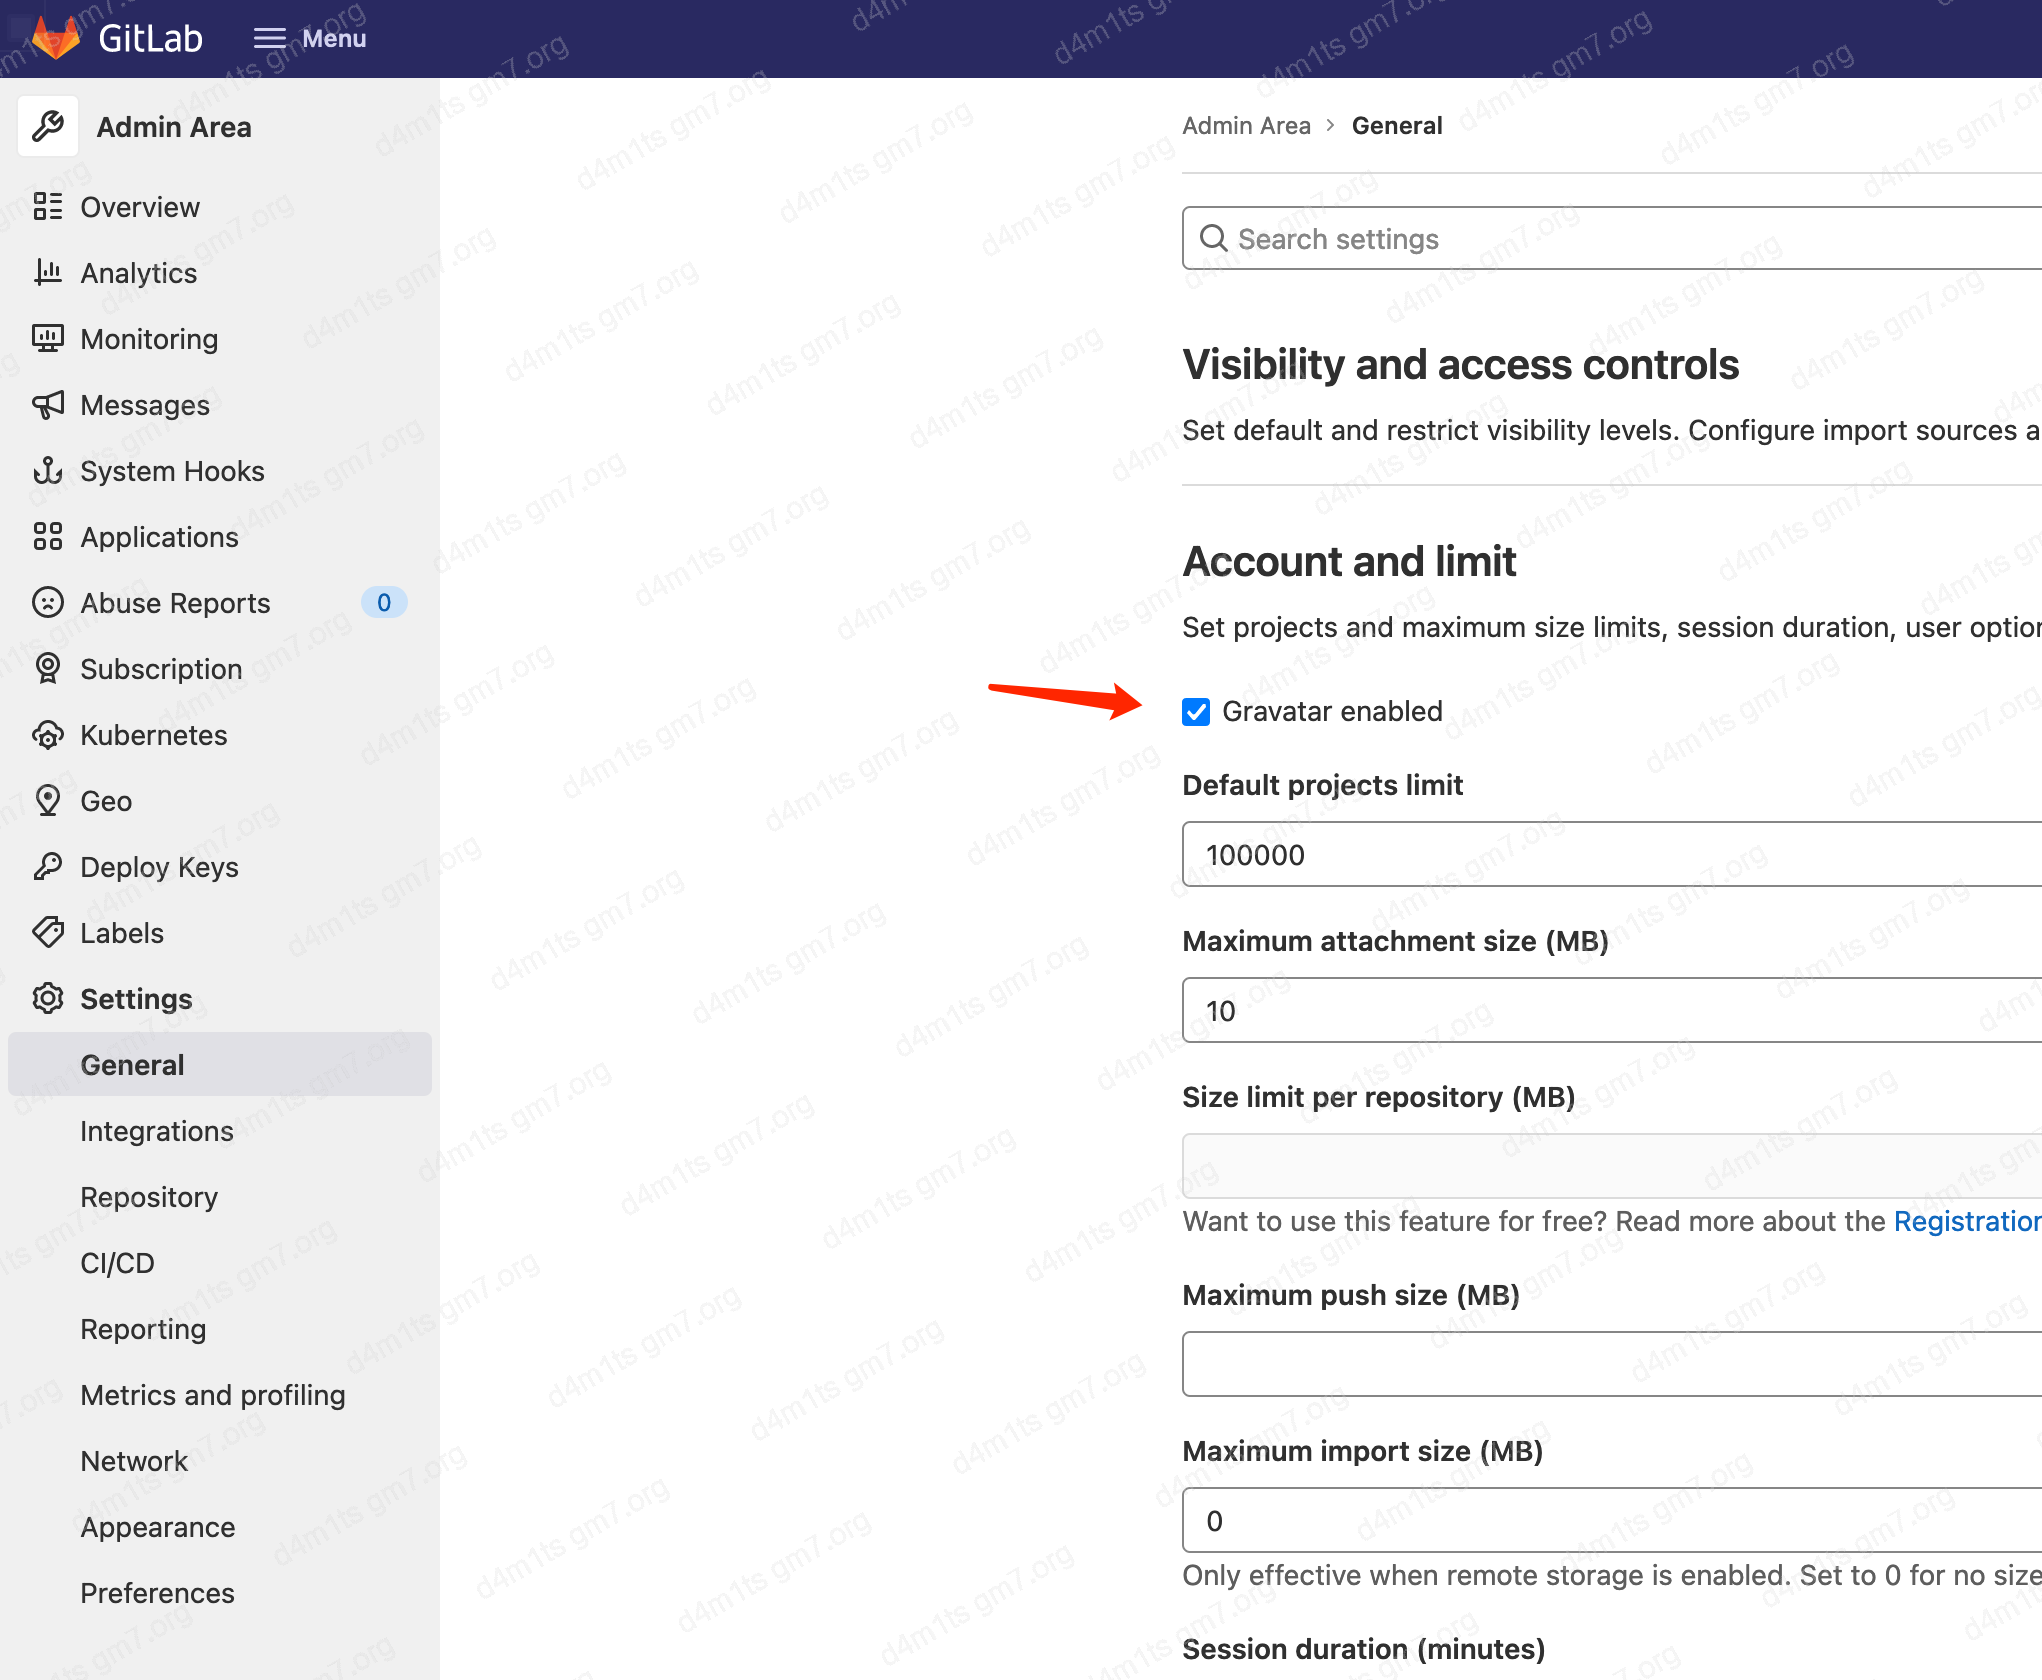 GitLab
Menu
Admin Area
Overview
Analytics
Monitoring
Messages
System Hooks
Applications
Abuse Reports 0
Subscription
Kubernetes
Geo
Deploy Keys
Labels
Settings
General
Integrations
Repository
CI/CD
Reporting
Metrics and profiling
Network
Appearance
Preferences
Admin Area > General
Search settings
Visibility and access controls
Set default and restrict visibility levels. Configure import sources
Account and limit
Set projects and maximum size limits, session duration, user
Gravatar enabled
Default projects limit
100000
Maximum attachment size (MB)
10
Size limit per repository (MB)
Want to use this feature for free? Read more about the
Maximum push size (MB)
Maximum import size (MB)
0
Only effective when remote storage is enabled. Set to 0 for no size
Session duration (minutes)
d4m1ts gm7.org